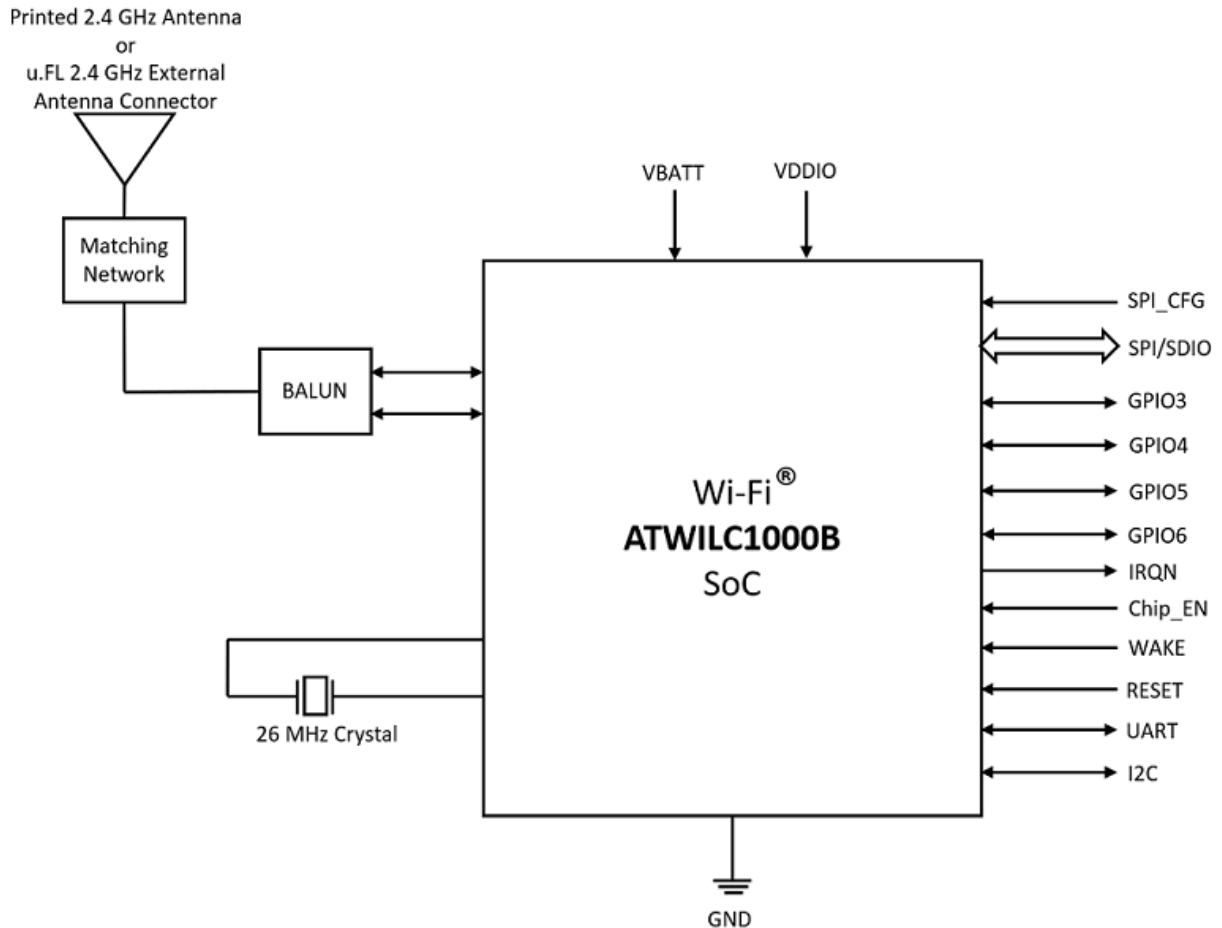 Printed 2.4 GHz Antenna
or
u.FL 2.4 GHz External
Antenna Connector
Matching
Network
BALUN
VBATT
VDDIO
Wi-Fi®
ATWILC1000B
SoC
SPI_CFG
SPI/SDIO
GPIO3
GPIO4
GPIO5
GPIO6
IRQN
Chip_EN
WAKE
RESET
UART
I2C
26 MHz Crystal
GND